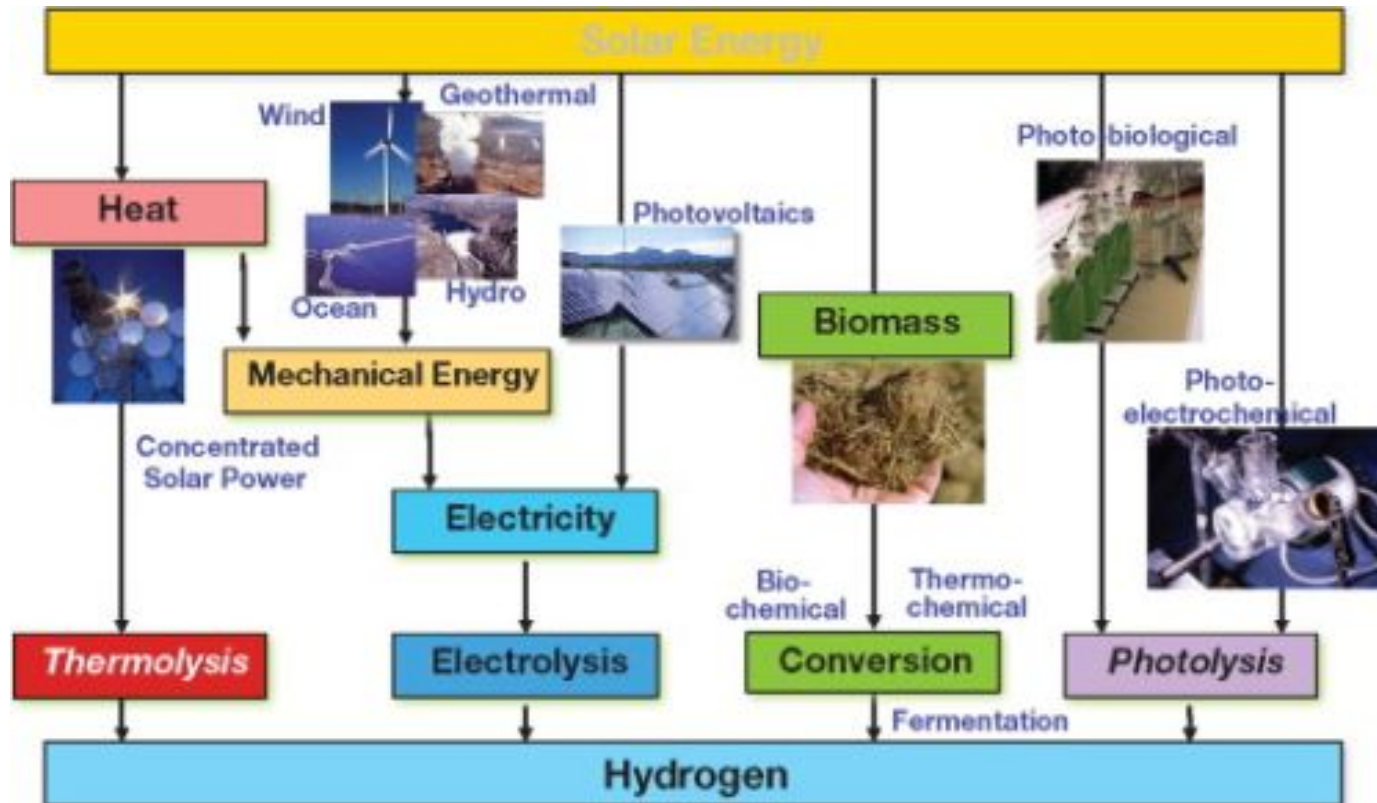 Solar Energy
Geothermal
Wind
Photo-biological
Heat
Photovoltaics
Ocean
Hydro
Biomass
Mechanical Energy
Photo-
electrochemical
Concentrated
Solar Power
Electricity
Bio-
chemical
Thermo-
chemical
Thermolysis
Electrolysis
Conversion
Photolysis
Fermentation
Hydrogen